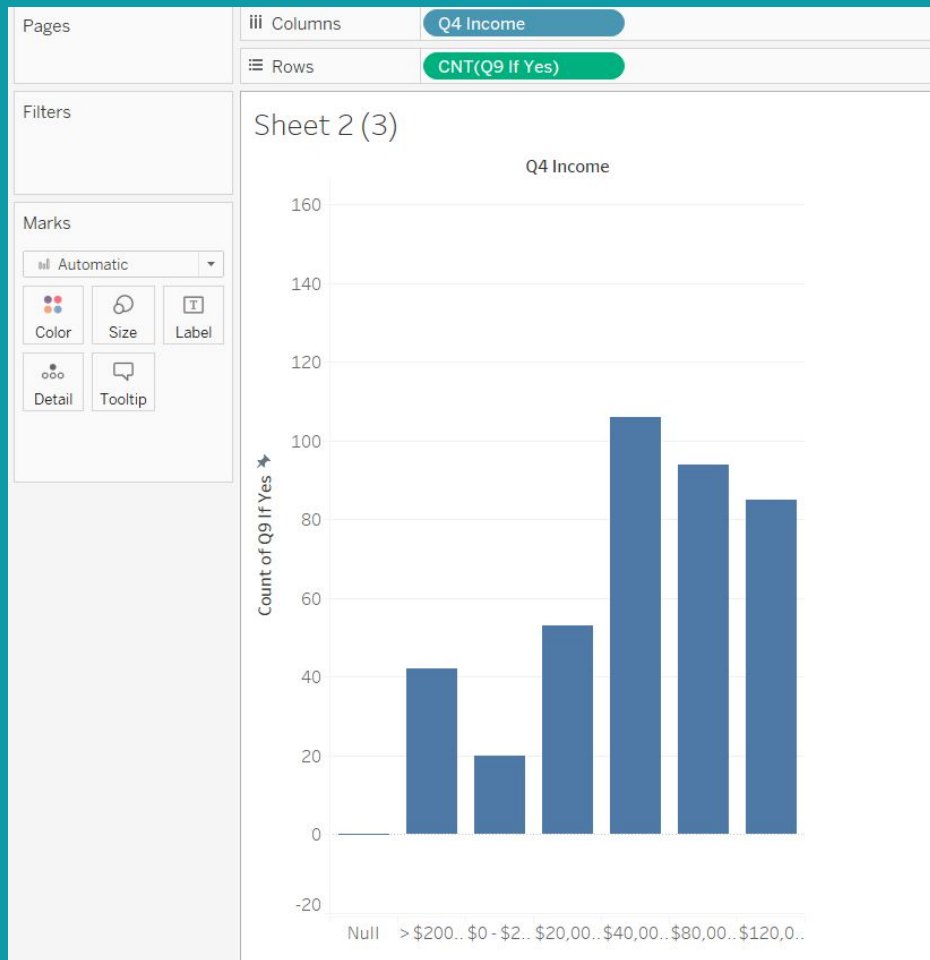 Pages
iii Columns
Q4 Income
Rows
CNT(Q9 If Yes)
Filters
Sheet 2 (3)
Q4 Income
Marks
Automatic
Color
Size
T
Label
Detail
Tooltip
Count of Q9 If Yes
160
140
120
100
80
60
40
20
0
-20
Null > $200.. $0 - $2.. $20,00.. $40,00.. $80,00.. $120,0..